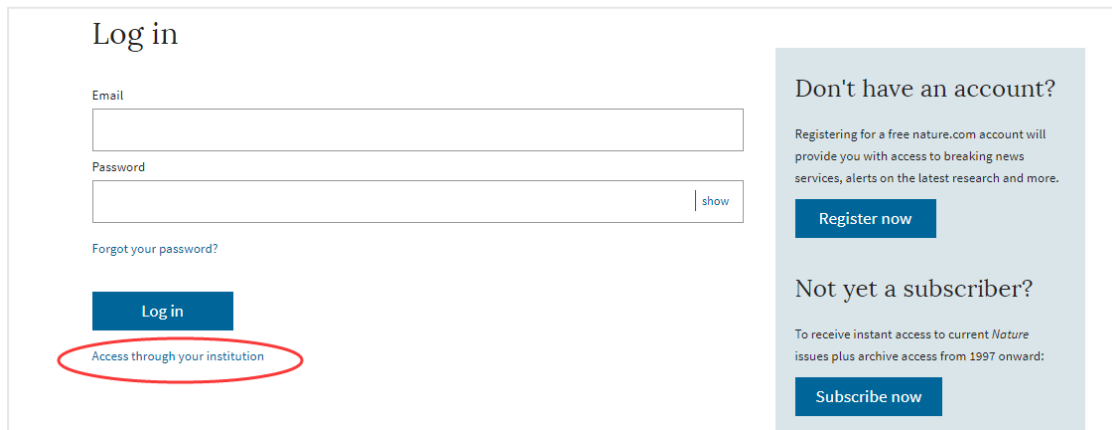 Log in
Email
Password
show
Forgot your password?
Log in
Access through your institution
Don't have an account?
Registering for a free nature.com account will
provide you with access to breaking news
services, alerts on the latest research and more.
Register now
Not yet a subscriber?
To receive instant access to current Nature
issues plus archive access from 1997 onward:
Subscribe now